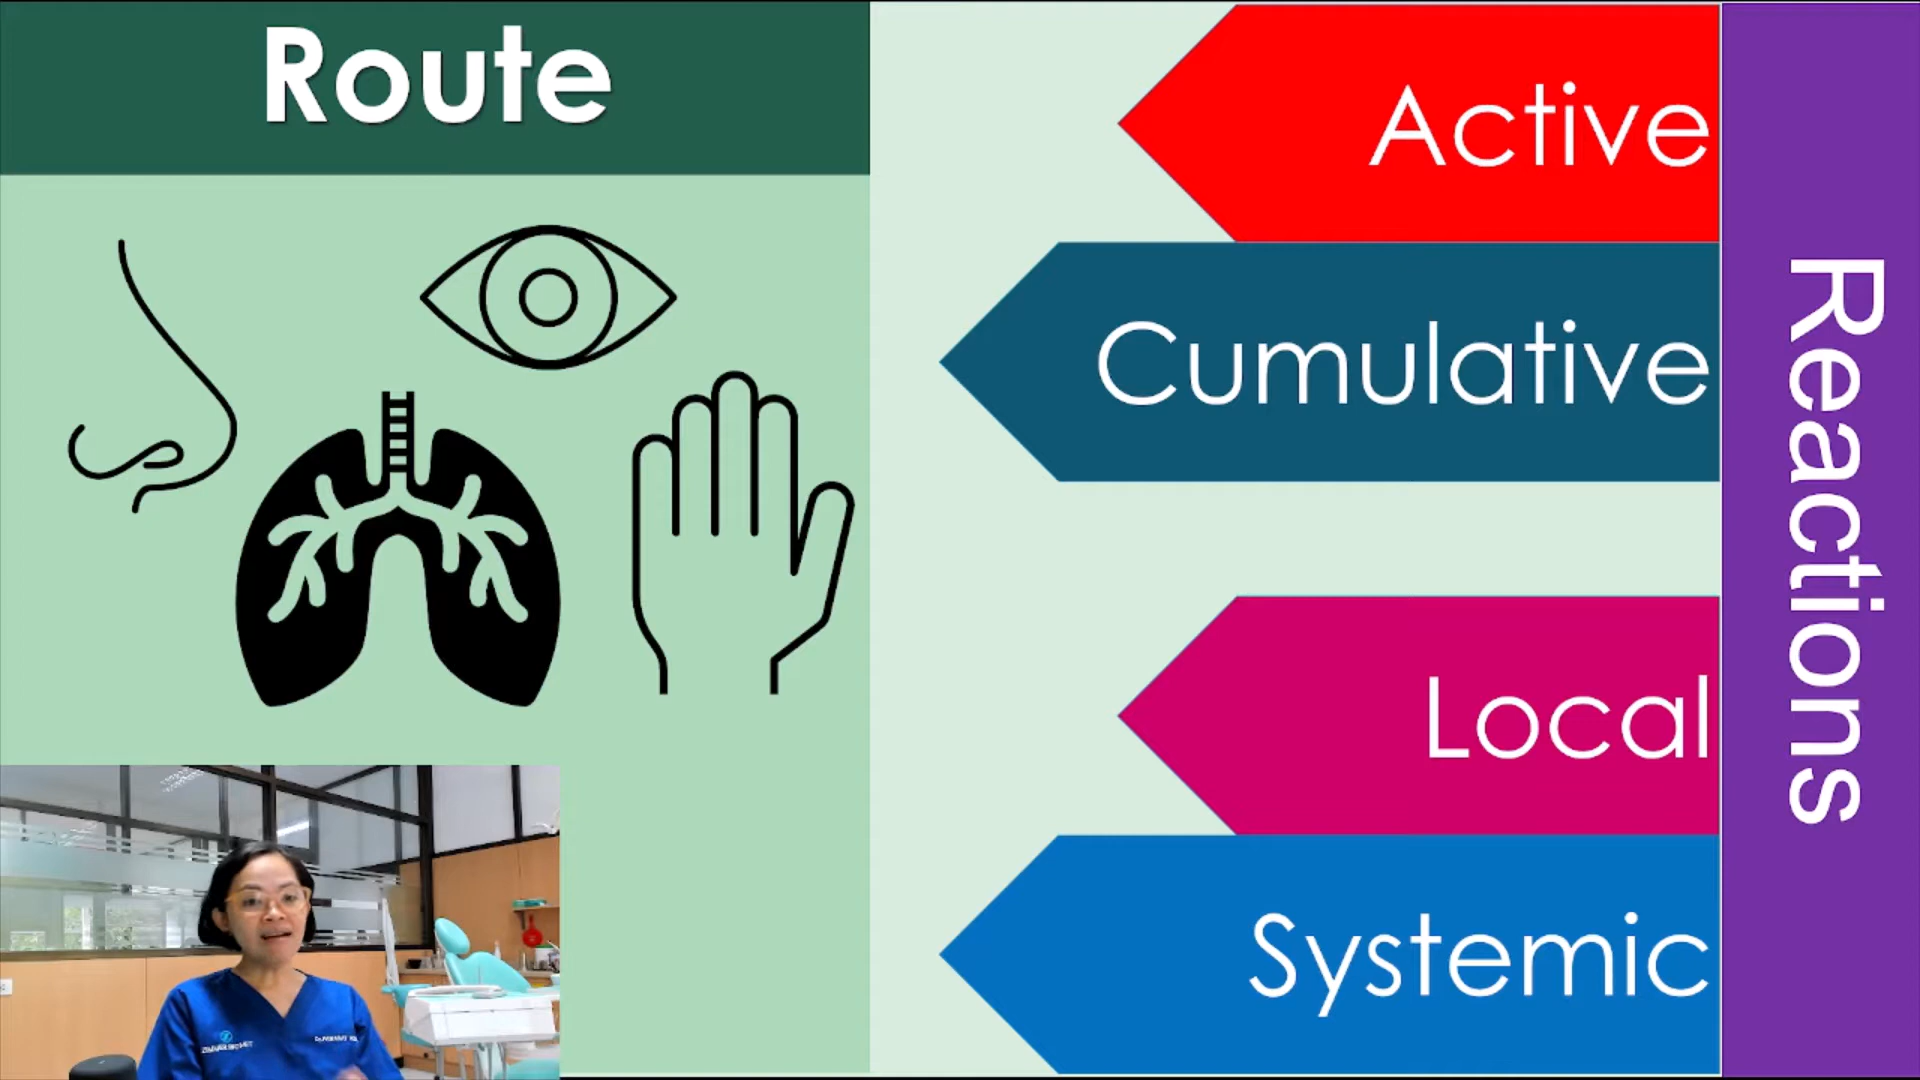 Route
Active
Cumulative
Local
Systemic
Reactions